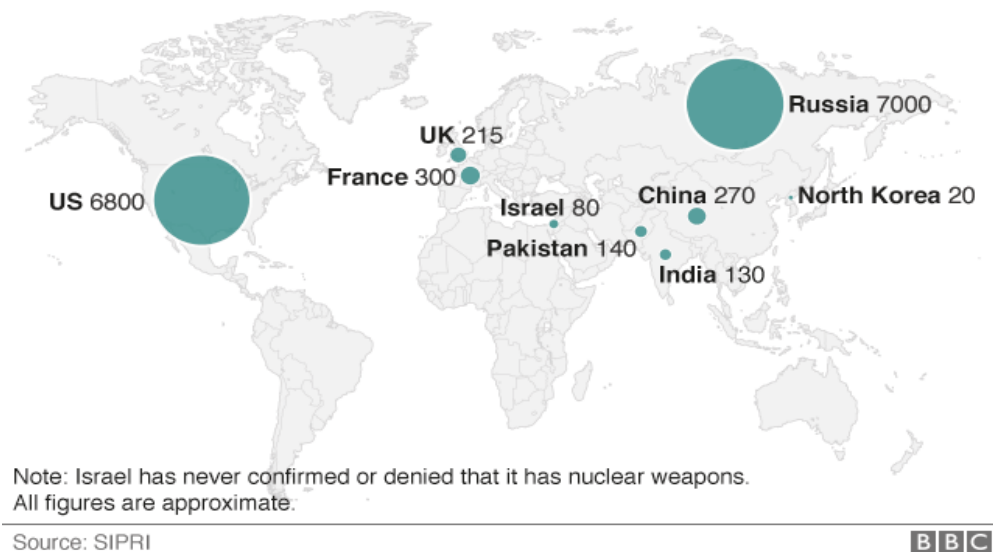 Russia 7000
UK 215
France 300
US 6800
China 270
North Korea 20
Israel 80
Pakistan 140
India 130
Note: Israel has never confirmed or denied that it has nuclear weapons.
All figures are approximate.
Source: SIPRI
BBC